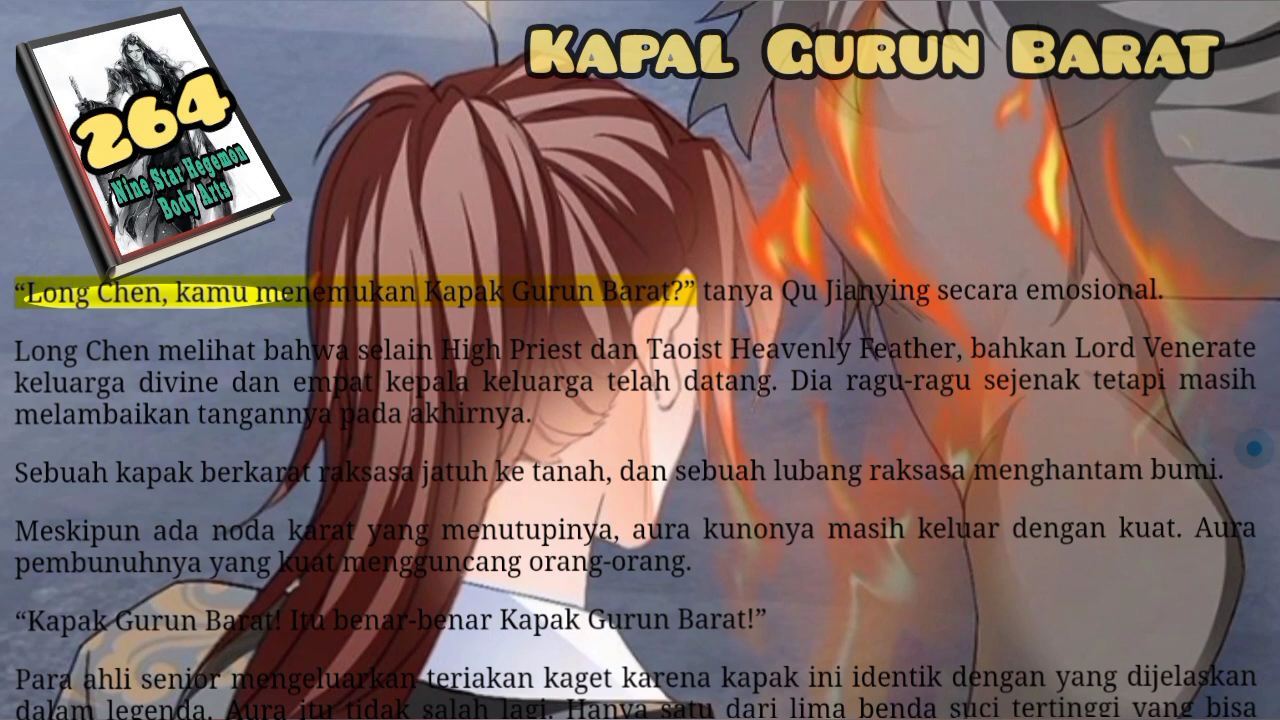 KAPAL GURUN BARAT
264
Nine Star Hegemon
Body Arts
“Long Chen, kamu menemukan Kapak Gurun Barat?” tanya Qu Jianying secara emosional.
Long Chen melihat bahwa selain High Priest dan Taoist Heavenly Feather, bahkan Lord Venerate
keluarga divine dan empat kepala keluarga telah datang. Dia ragu-ragu sejenak tetapi masih
melambaikan tangannya pada akhirnya.
Sebuah kapak berkarat raksasa jatuh ke tanah, dan sebuah lubang raksasa menghantam bumi.
Meskipun ada noda karat yang menutupinya, aura kunonya masih keluar dengan kuat. Aura
pembunuhnya yang kuat mengguncang orang-orang.
“Kapak Gurun Barat! Itu benar-benar Kapak Gurun Barat!”
Para ahli senior mengeluarkan teriakan kaget karena kapak ini identik dengan yang dijelaskan
dalam legenda. Aura itu tidak salah lagi. Hanya satu dari lima benda suci tertinggi yang bisa